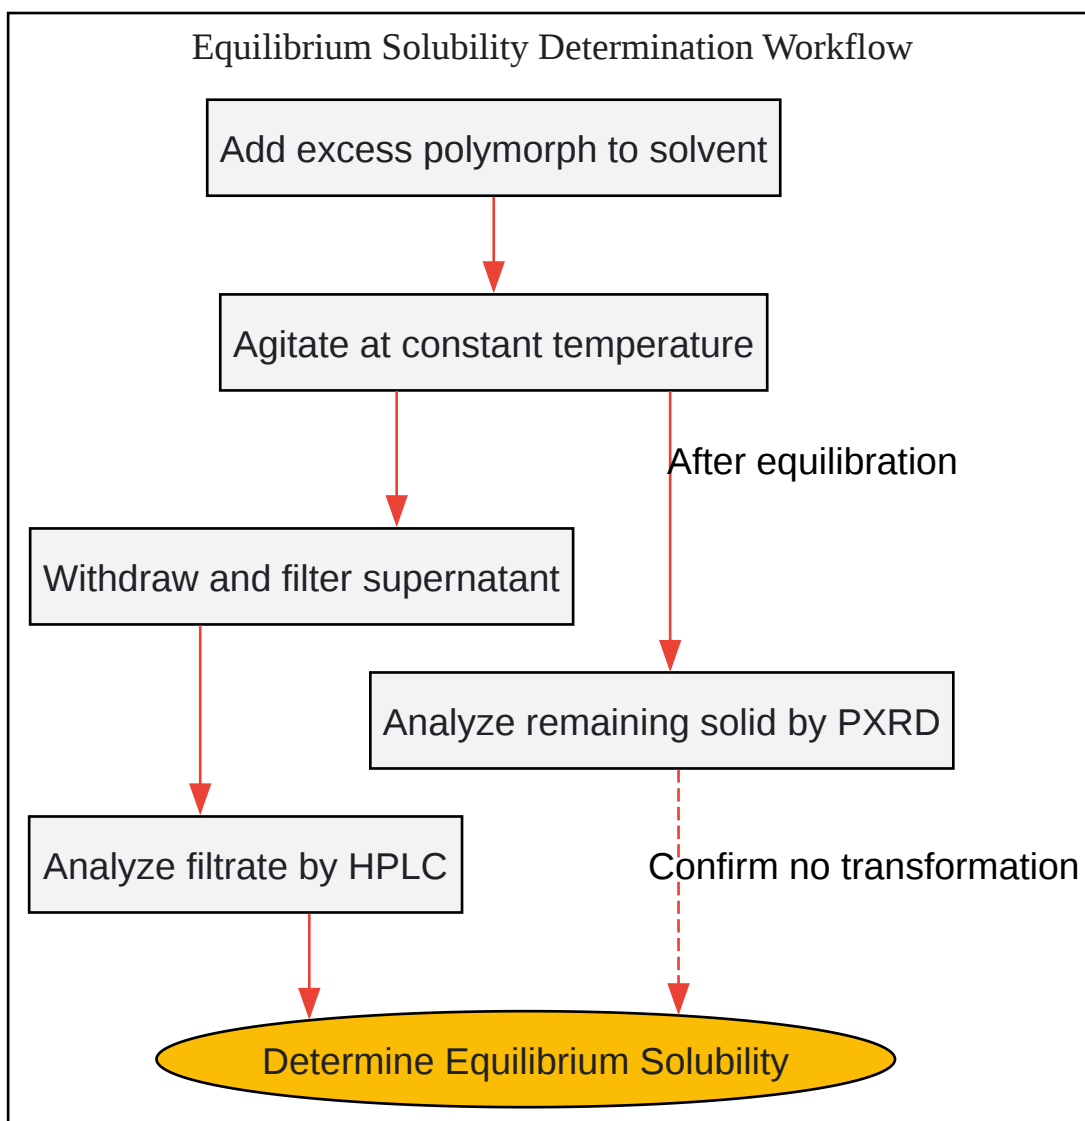 Equilibrium Solubility Determination Workflow
Add excess polymorph to solvent
Agitate at constant temperature
After equilibration
Withdraw and filter supernatant
Analyze remaining solid by PXRD
Analyze filtrate by HPLC
Confirm no transformation
Determine Equilibrium Solubility